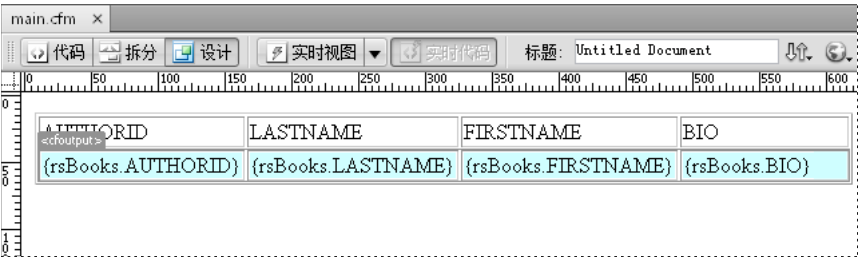 main.cfm ×
代码 拆分 设计 实时视图 实时代码 标题: Untitled Document
0 50 100 150 200 250 300 350 400 450 500 550 600
0
AUTHORID LASTNAME FIRSTNAME BIO
<cfoutput>
{rsBooks.AUTHORID} {rsBooks.LASTNAME} {rsBooks.FIRSTNAME} {rsBooks.BIO}
50